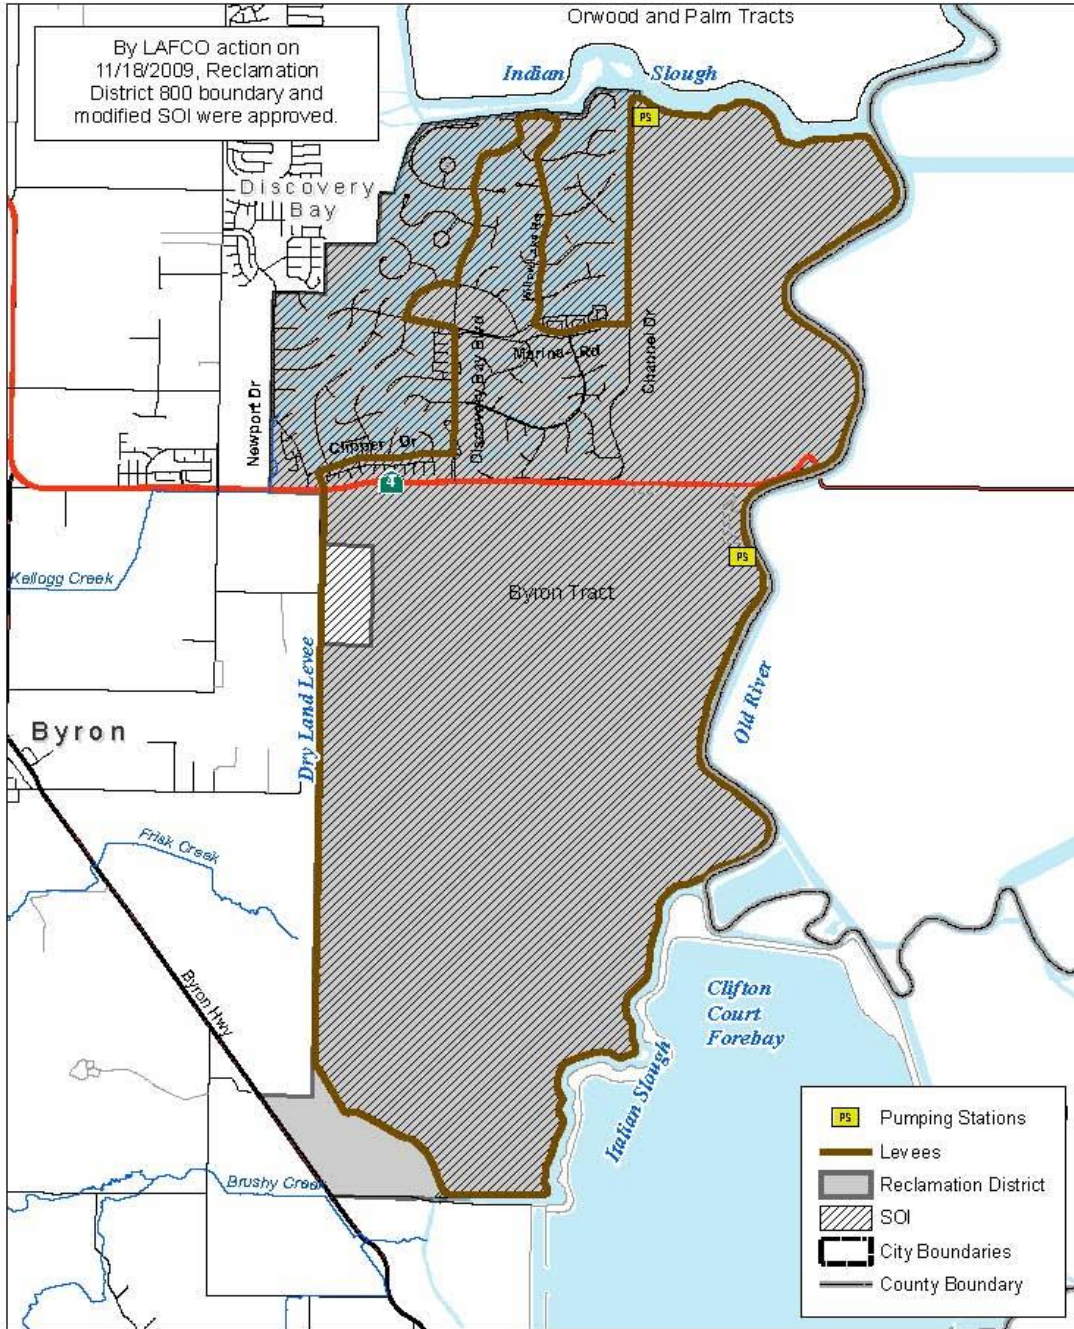 Orwood and Palm Tracts
By LAFCO action on
11/18/2009, Reclamation
District 800 boundary and
modified SOI were approved.
Indian Slough
PS
Discovery
Bay
Willow Lake Rd
Marina Rd
Channel Dr
Discovery Bay Blvd
Newport Dr
Clipper Dr
4
PS
Kellogg Creek
Byron Tract
Dry Land Levee
Old River
Byron
Frisk Creek
Byron Hwy
Clifton
Court
Forebay
Italian Slough
Brushy Creek
PS Pumping Stations
Levees
Reclamation District
SOI
City Boundaries
County Boundary